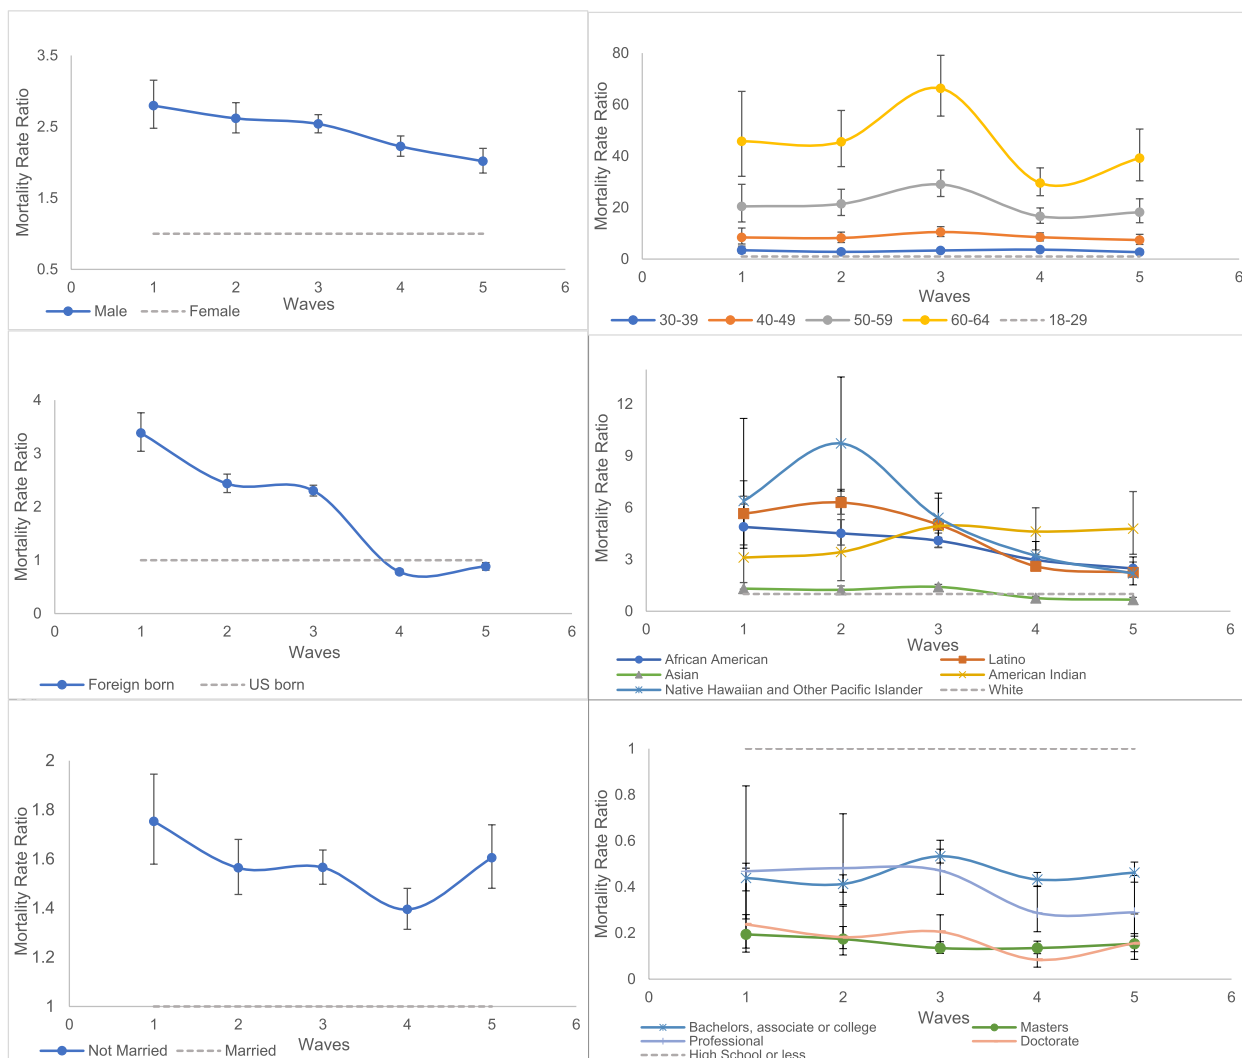 3.5
2.5
1.5
0.5
Mortality Rate Ratio
0 1 2 3 4 5 6
Waves
Male Female
80
60
40
20
0
Mortality Rate Ratio
0 1 2 3 4 5 6
Waves
30-39 40-49 50-59 60-64 18-29
4
3
2
1
0
Mortality Rate Ratio
0 1 2 3 4 5 6
Waves
Foreign born US born
12
9
6
3
0
Mortality Rate Ratio
0 1 2 3 4 5 6
Waves
African American Latino
Asian American Indian
Native Hawaiian and Other Pacific Islander White
2
1.8
1.6
1.4
1.2
1
Mortality Rate Ratio
0 1 2 3 4 5 6
Waves
Not Married Married
1
0.8
0.6
0.4
0.2
0
Mortality Rate Ratio
0 1 2 3 4 5 6
Waves
Bachelors, associate or college Masters
Professional Doctorate
High School or less